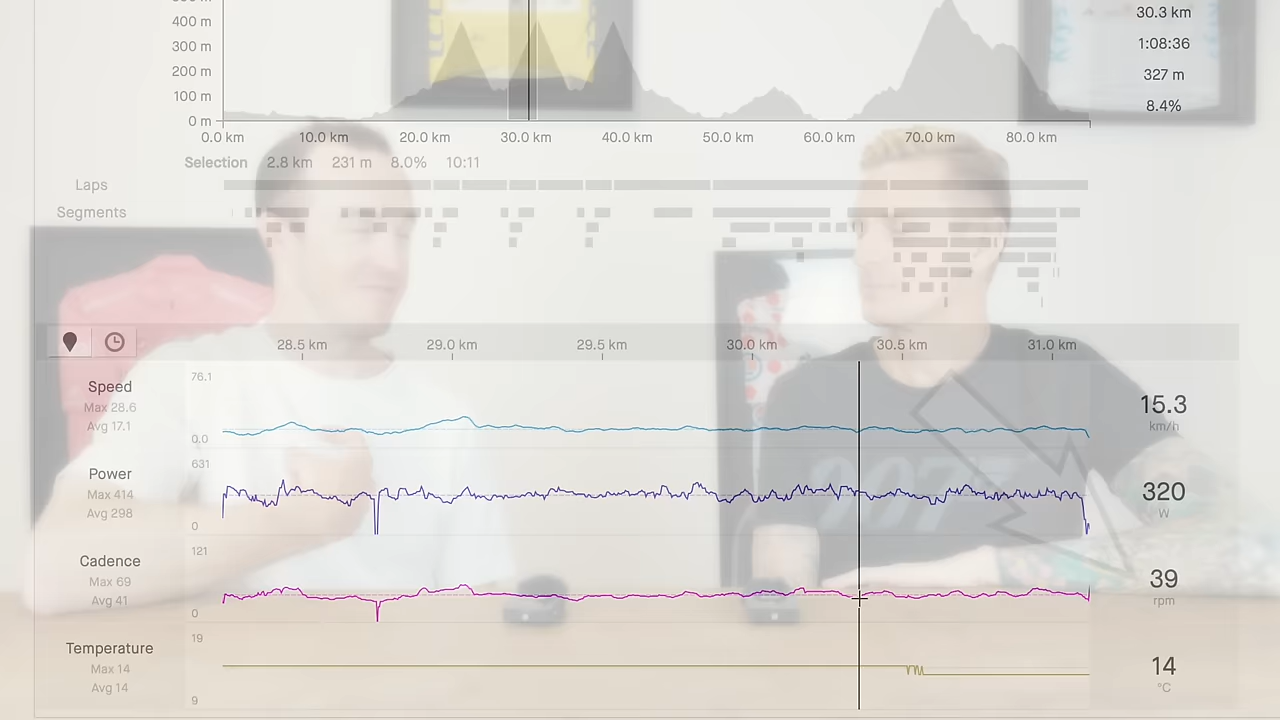 400 m
300 m
200 m
100 m
0 m
30.3 km
1:08:36
327 m
8.4%
0.0 km 10.0 km 20.0 km 30.0 km 40.0 km 50.0 km 60.0 km 70.0 km 80.0 km
Selection 2.8 km 231 m 8.0% 10:11
Laps
Segments
28.5 km 29.0 km 29.5 km 30.0 km 30.5 km 31.0 km
Speed
Max 28.6
Avg 17.1
76.1
0.0
15.3
km/h
Power
Max 414
Avg 298
631
0
320
W
007
Cadence
Max 69
Avg 41
121
0
39
rpm
Temperature
Max 14
Avg 14
19
9
14
°C